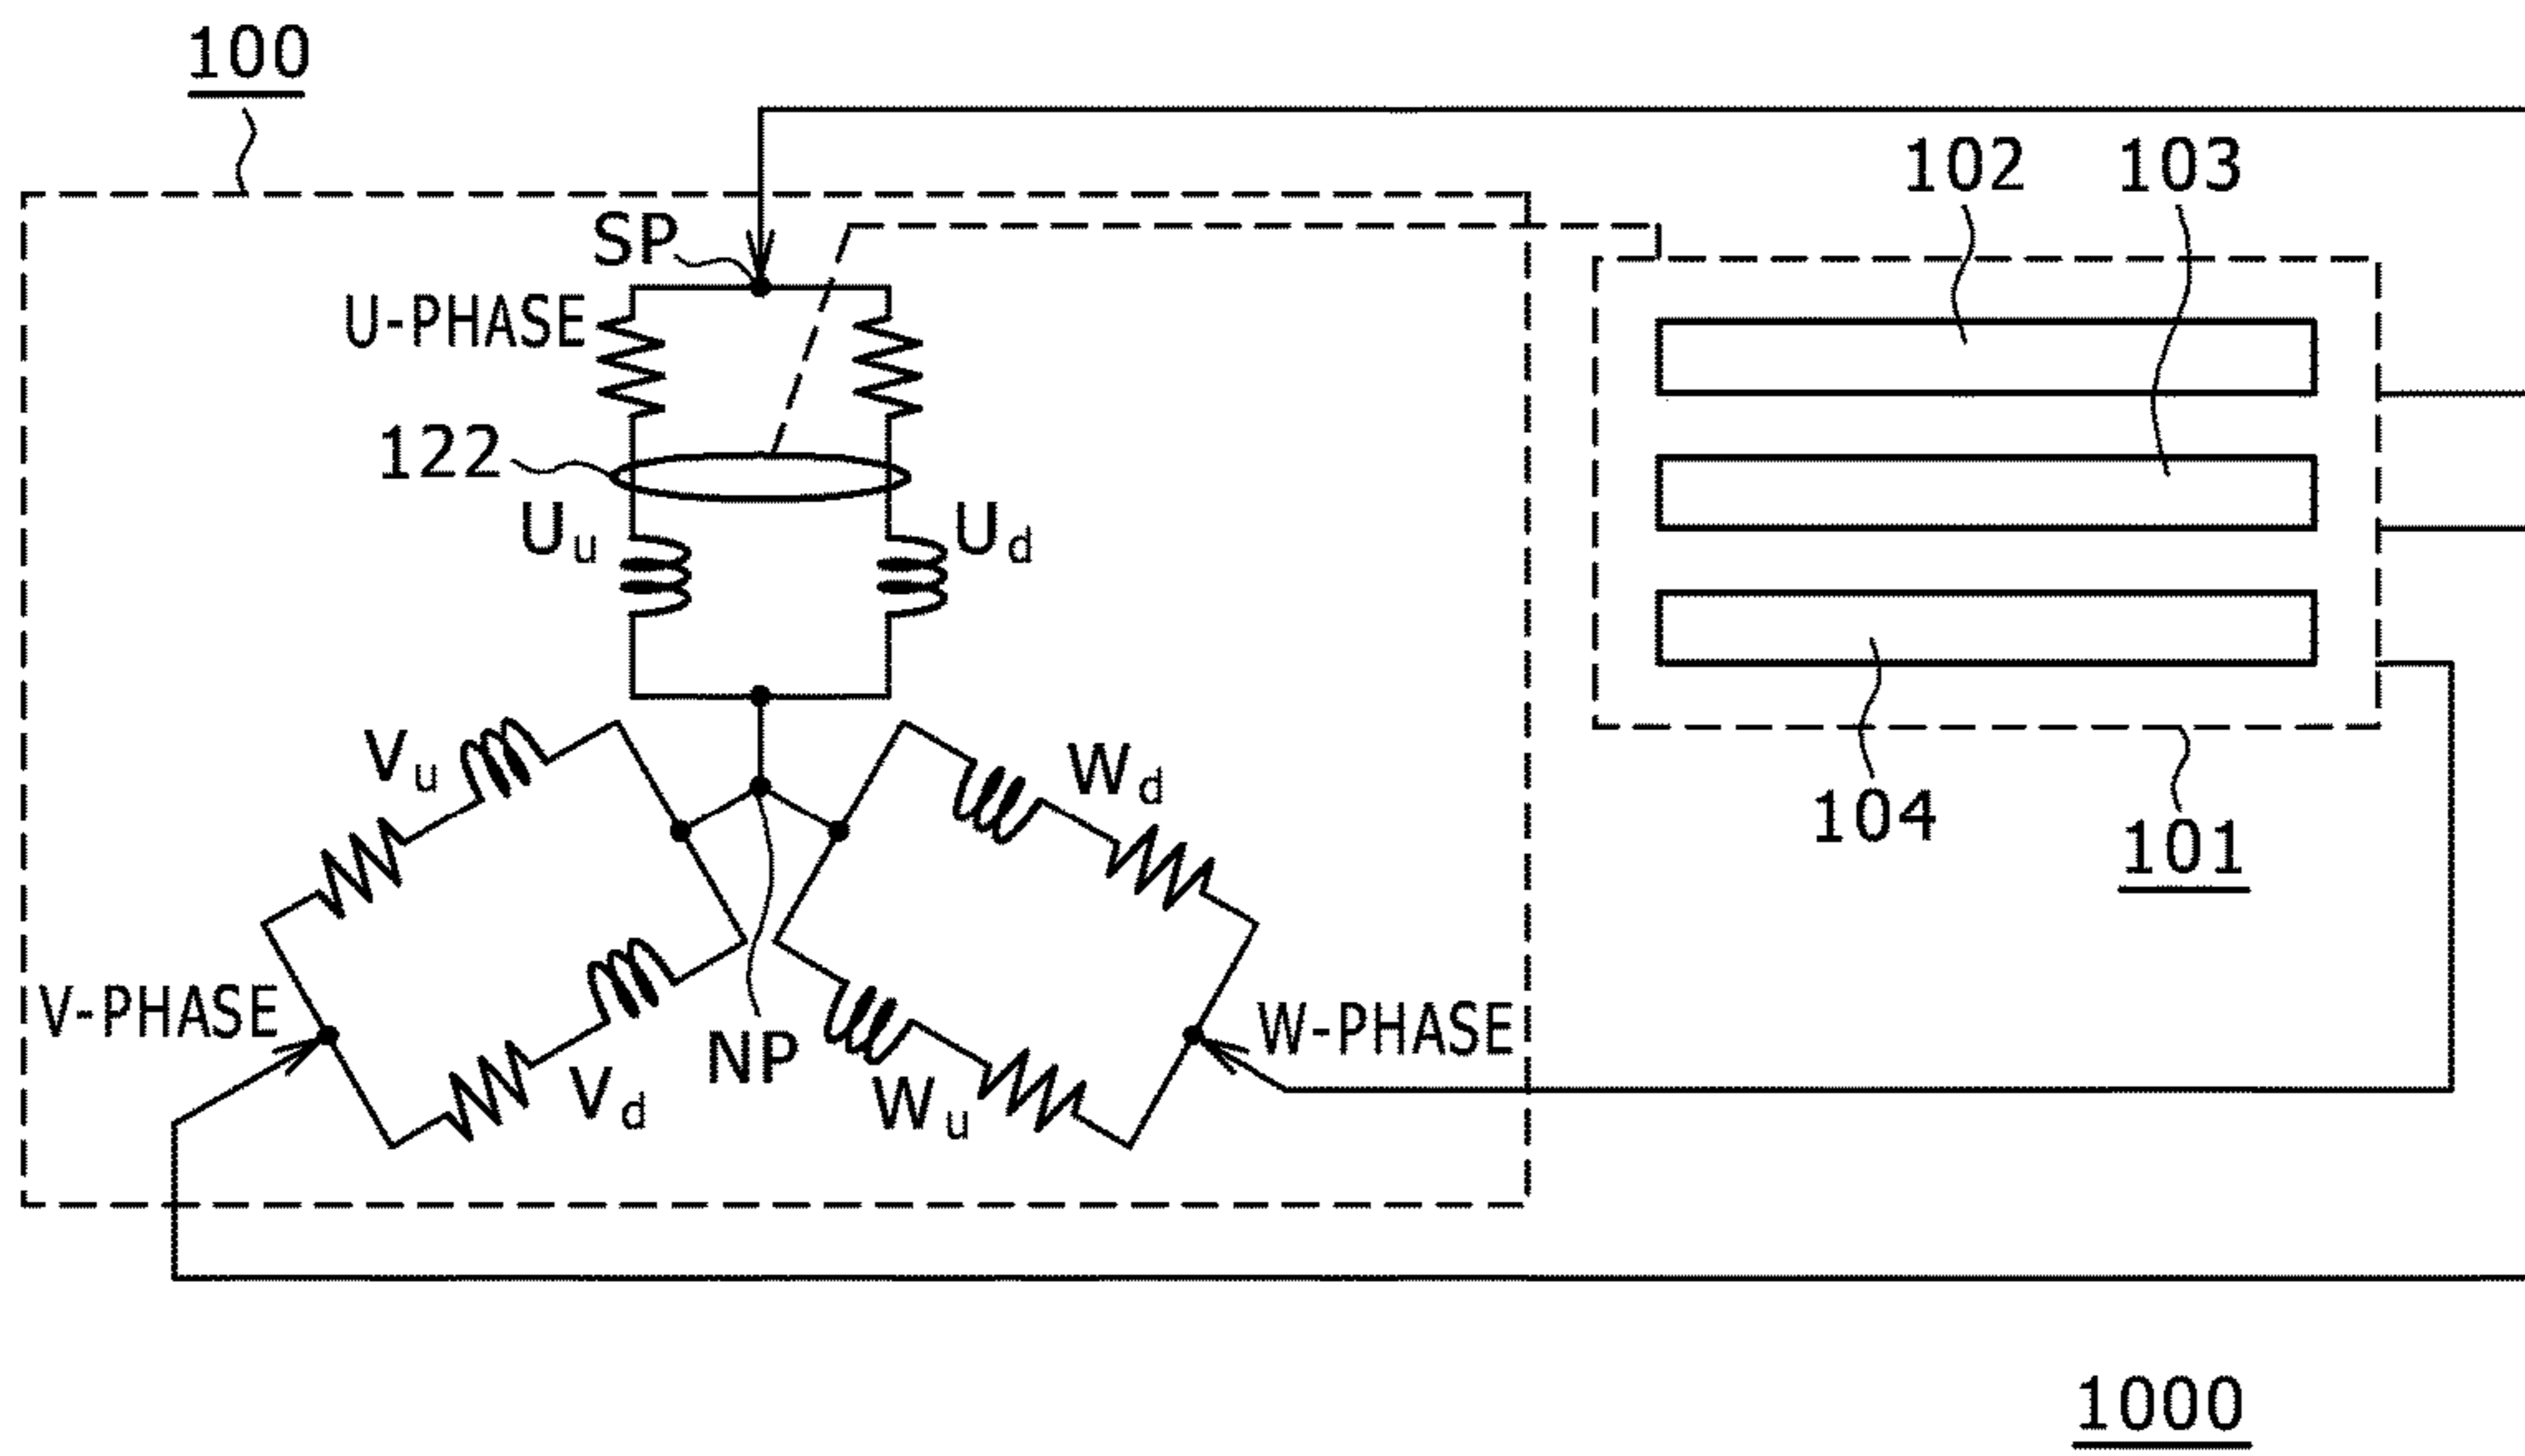 100
102
103
SP
U-PHASE
122
Uu
Ud
Vu
Wd
104
101
V-PHASE
W-PHASE
NP
Vd
Wu
1000